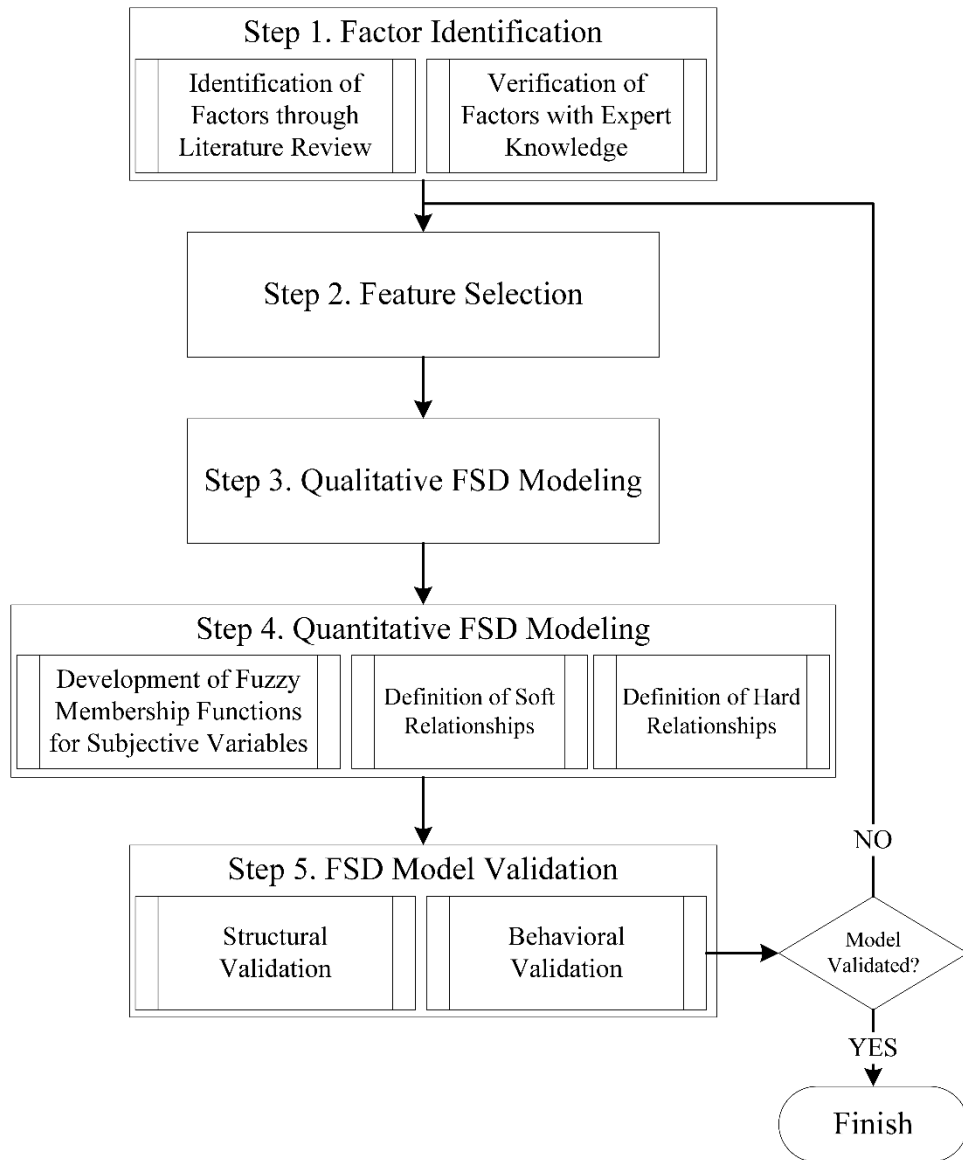 Step 1. Factor Identification
Identification of
Factors through
Literature Review
Verification of
Factors with Expert
Knowledge
Step 2. Feature Selection
Step 3. Qualitative FSD Modeling
Step 4. Quantitative FSD Modeling
Development of Fuzzy
Membership Functions
for Subjective Variables
Definition of Soft
Relationships
Definition of Hard
Relationships
Step 5. FSD Model Validation
Structural
Validation
Behavioral
Validation
NO
Model
Validated?
YES
Finish